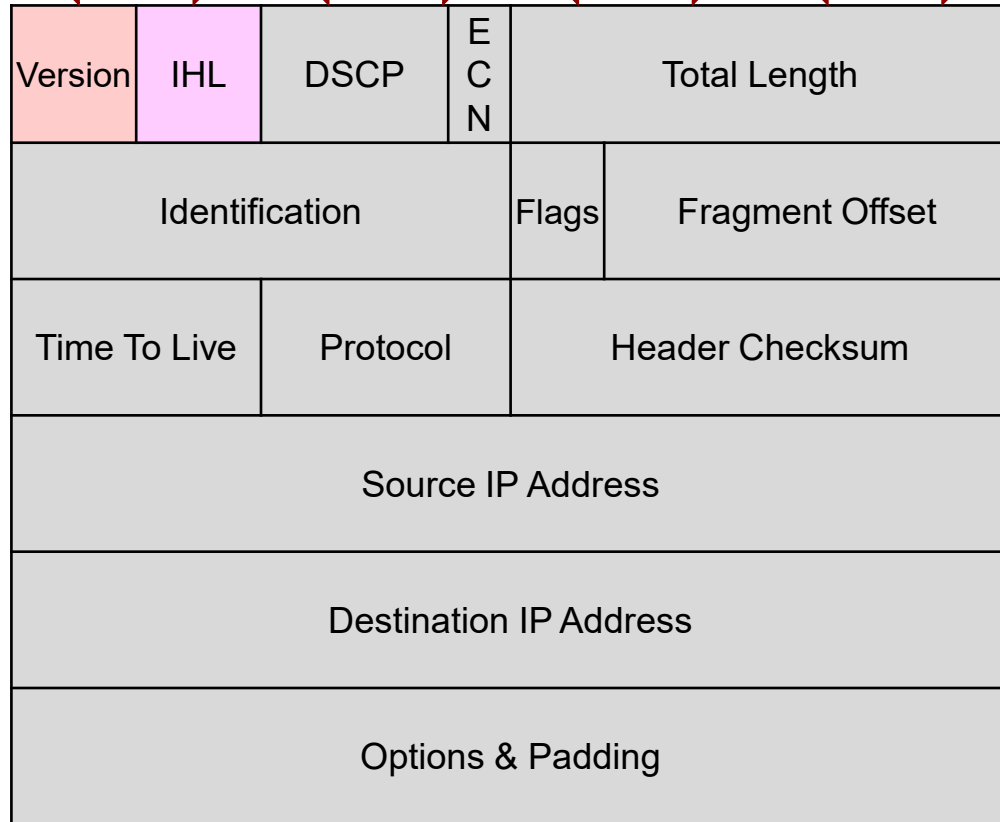 Version IHL DSCP ECN Total Length
Identification Flags Fragment Offset
Time To Live Protocol Header Checksum
Source IP Address
Destination IP Address
Options & Padding